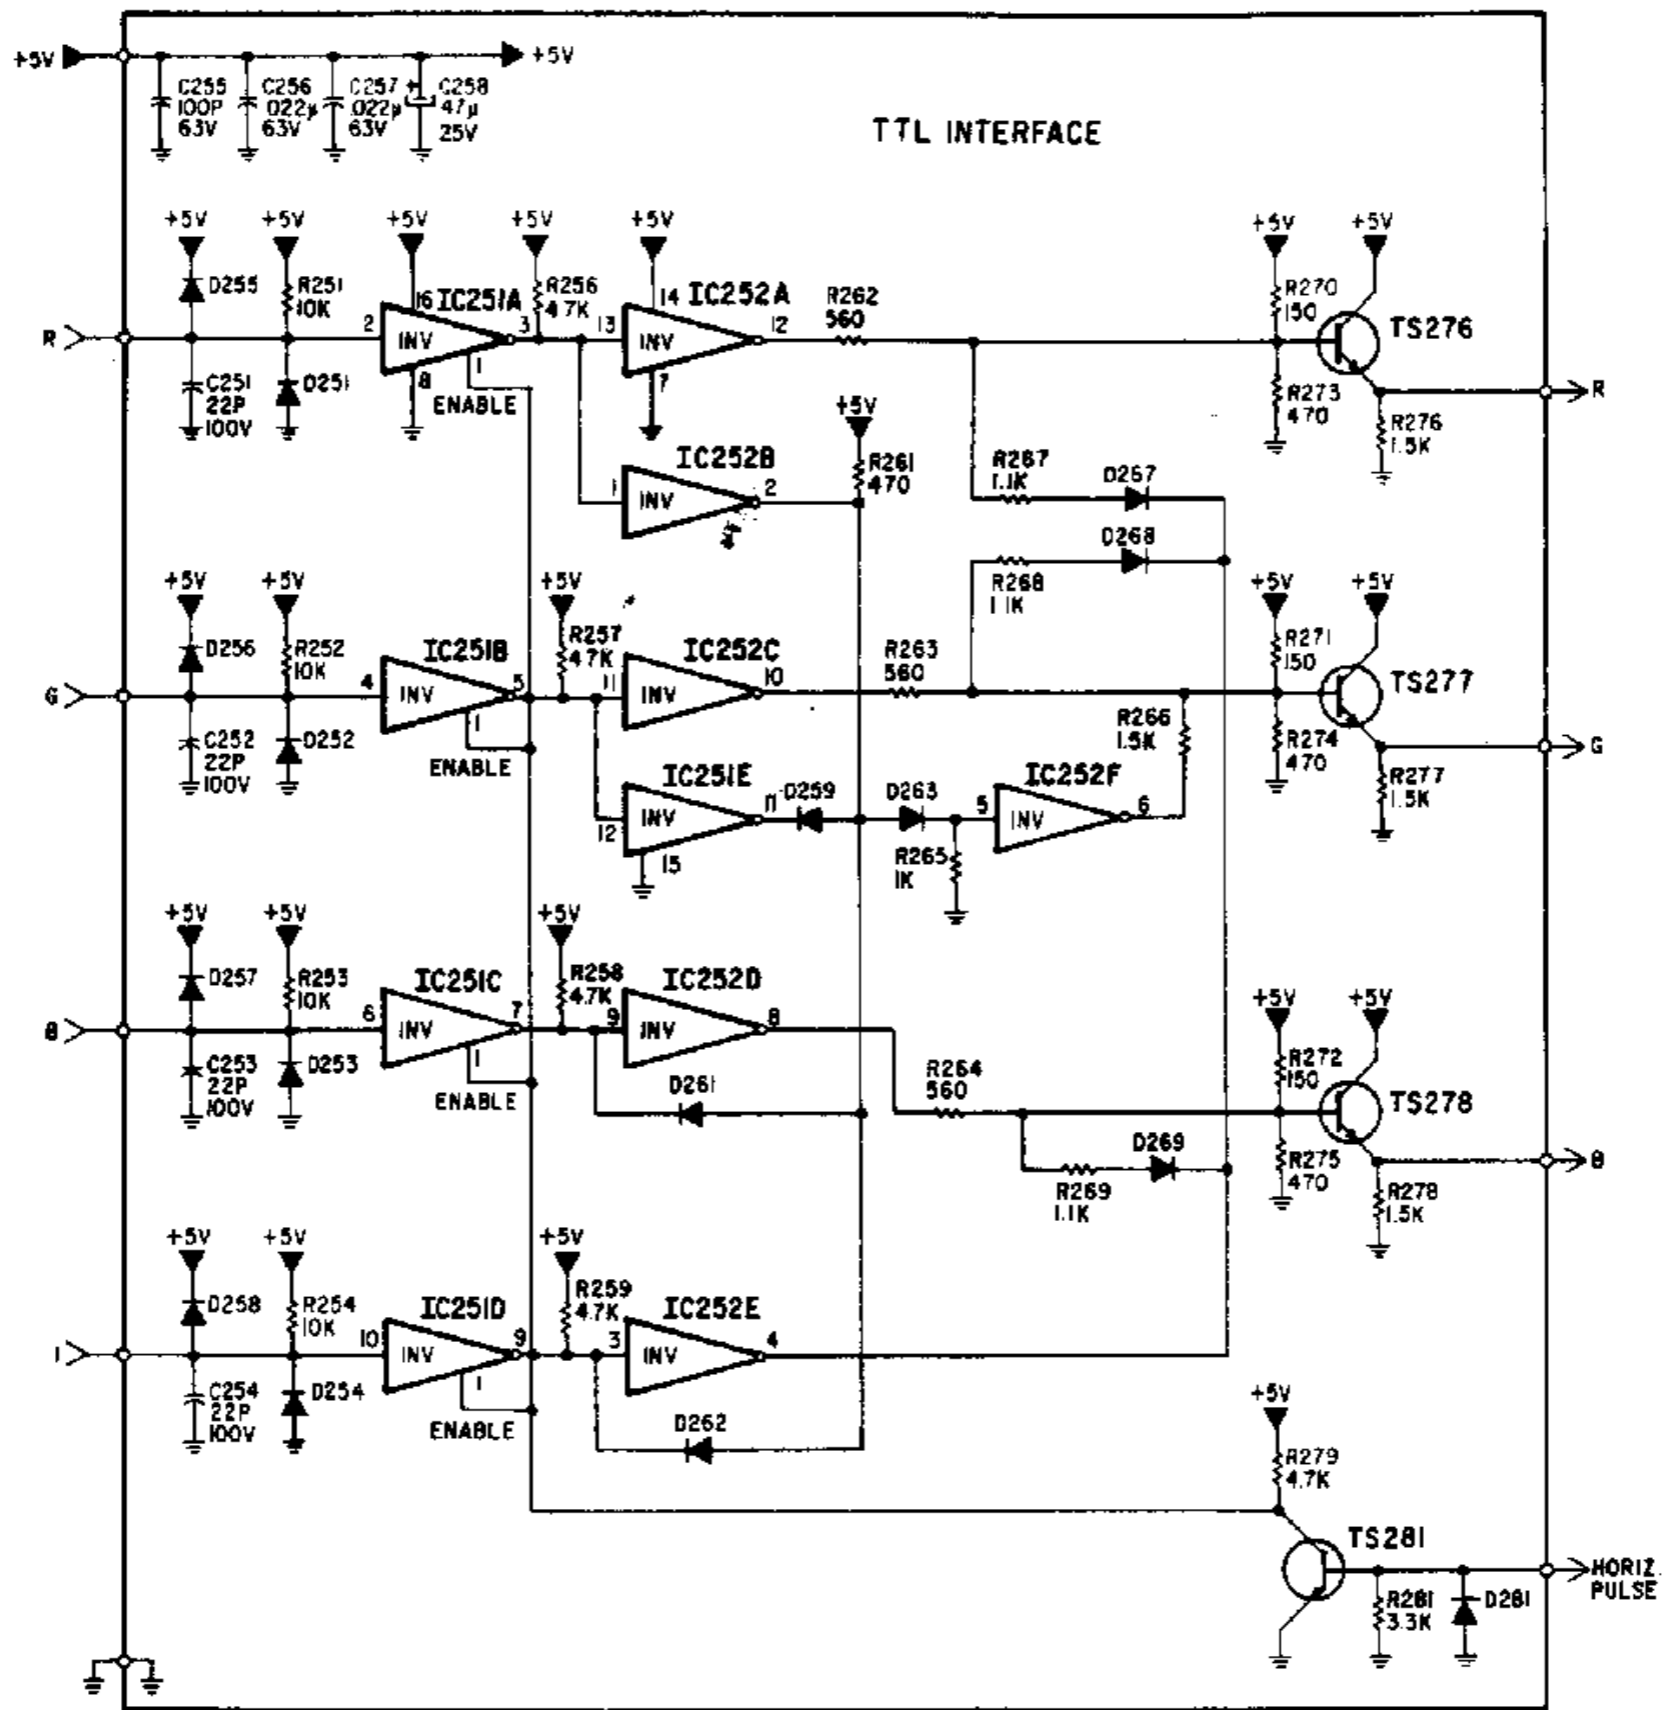 +5V
+5V
C255
100P
63V
C256
.022µ
63V
C257
.022µ
63V
+
C258
47µ
25V
TTL INTERFACE
+5V
+5V
+5V
+5V
+5V
+5V
+5V
D255
R251
10K
16
IC251A
R256
4.7K
14
IC252A
R262
560
R270
150
TS276
R
2
INV
3
13
INV
12
C251
22P
100V
D251
8
1
ENABLE
7
R273
470
R276
1.5K
R
+5V
IC252B
R261
470
R267
1.1K
D267
1
INV
2
D268
R268
1.1K
+5V
+5V
+5V
+5V
+5V
D256
R252
10K
IC251B
R257
4.7K
IC252C
R263
560
R271
150
TS277
G
4
INV
5
11
INV
10
C252
22P
100V
D252
1
ENABLE
R266
1.5K
R274
470
G
R277
1.5K
IC251E
11
D259
D263
IC252F
12
INV
15
5
INV
6
R265
1K
+5V
+5V
+5V
+5V
+5V
D257
R253
10K
IC251C
R258
4.7K
IC252D
R272
150
TS278
B
6
INV
7
9
INV
8
C253
22P
100V
D253
1
ENABLE
D261
R264
560
D269
R269
1.1K
R275
470
R278
1.5K
B
+5V
+5V
+5V
D258
R254
10K
IC251D
R259
4.7K
IC252E
I
10
INV
9
3
INV
4
C254
22P
100V
D254
1
ENABLE
D262
+5V
R279
4.7K
TS281
R281
3.3K
D281
HORIZ.
PULSE